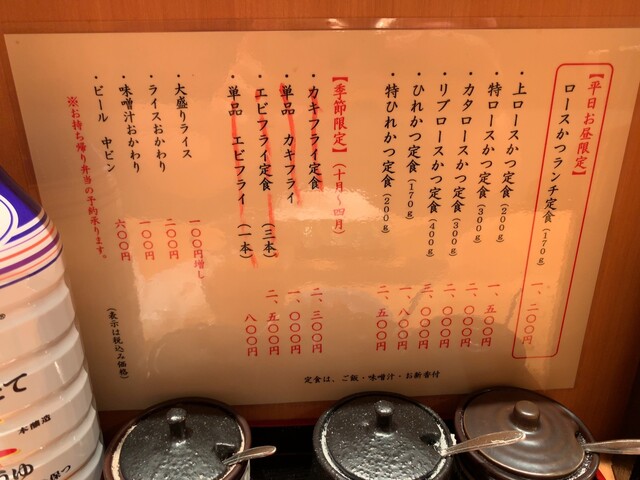 【平日お昼限定】
ロースかつランチ定食（170g） 一、二〇〇円
・上ロースかつ定食（200g） 一、五〇〇円
・特ロースかつ定食（300g） 二、〇〇〇円
・カタロースかつ定食（300g） 二、〇〇〇円
・リブロースかつ定食（400g） 三、〇〇〇円
・ひれかつ定食（170g） 一、八〇〇円
・特ひれかつ定食（200g） 二、五〇〇円
【季節限定】（十月～四月）
・カキフライ定食 二、三〇〇円
・単品 カキフライ 一、〇〇〇円
・エビフライ定食（三本） 二、五〇〇円
・単品 エビフライ（一本） 八〇〇円
・大盛りライス 一〇〇円増し
・ライスおかわり 二〇〇円
・味噌汁おかわり 一〇〇円
・ビール 中ビン 六〇〇円
※お持ち帰り弁当の予約承ります。
（表示は税込み価格）
定食は、ご飯・味噌汁・お新香付
本醸造